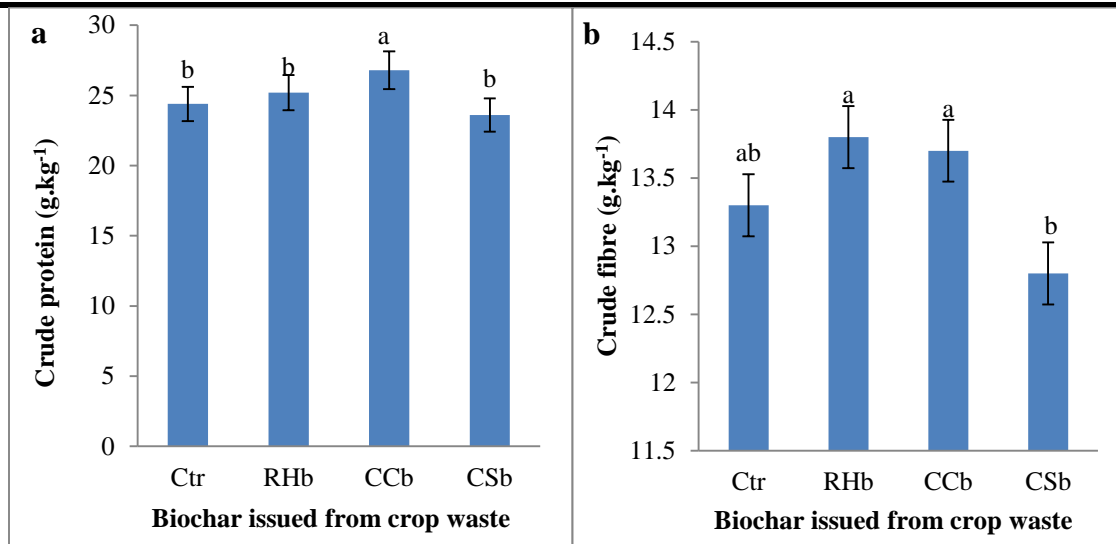 a
Crude protein (g.kg-1)
30
25
20
15
10
5
0
b
b
a
b
Ctr RHb CCb CSb
Biochar issued from crop waste
b
Crude fibre (g.kg-1)
14.5
14
13.5
13
12.5
12
11.5
ab
a
a
b
Ctr RHb CCb CSb
Biochar issued from crop waste